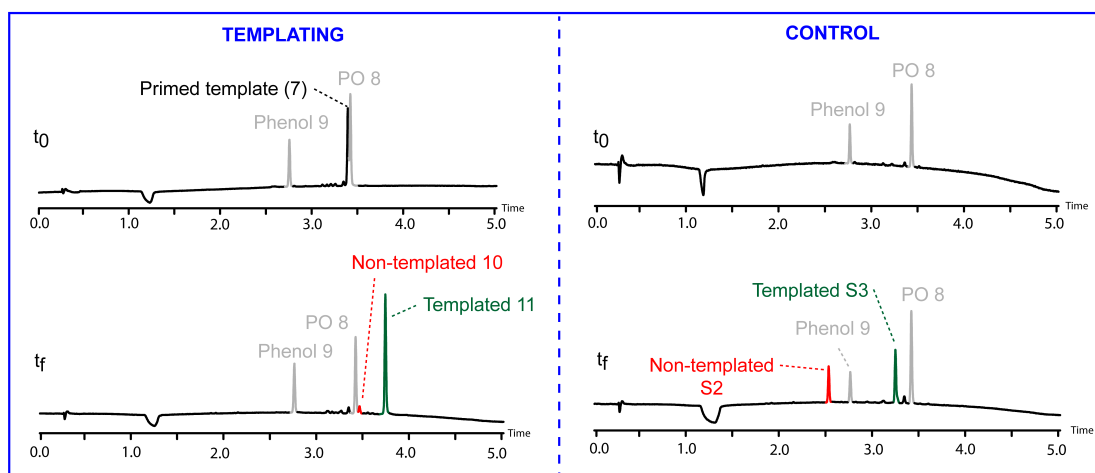 TEMPLATING
PO 8
Primed template (7)
Phenol 9
t0
Time
0.0 1.0 2.0 3.0 4.0 5.0
Non-templated 10
Templated 11
PO 8
Phenol 9
tf
Time
0.0 1.0 2.0 3.0 4.0 5.0
CONTROL
PO 8
Phenol 9
t0
Time
0.0 1.0 2.0 3.0 4.0 5.0
Templated S3
PO 8
Phenol 9
Non-templated
S2
tf
Time
0.0 1.0 2.0 3.0 4.0 5.0